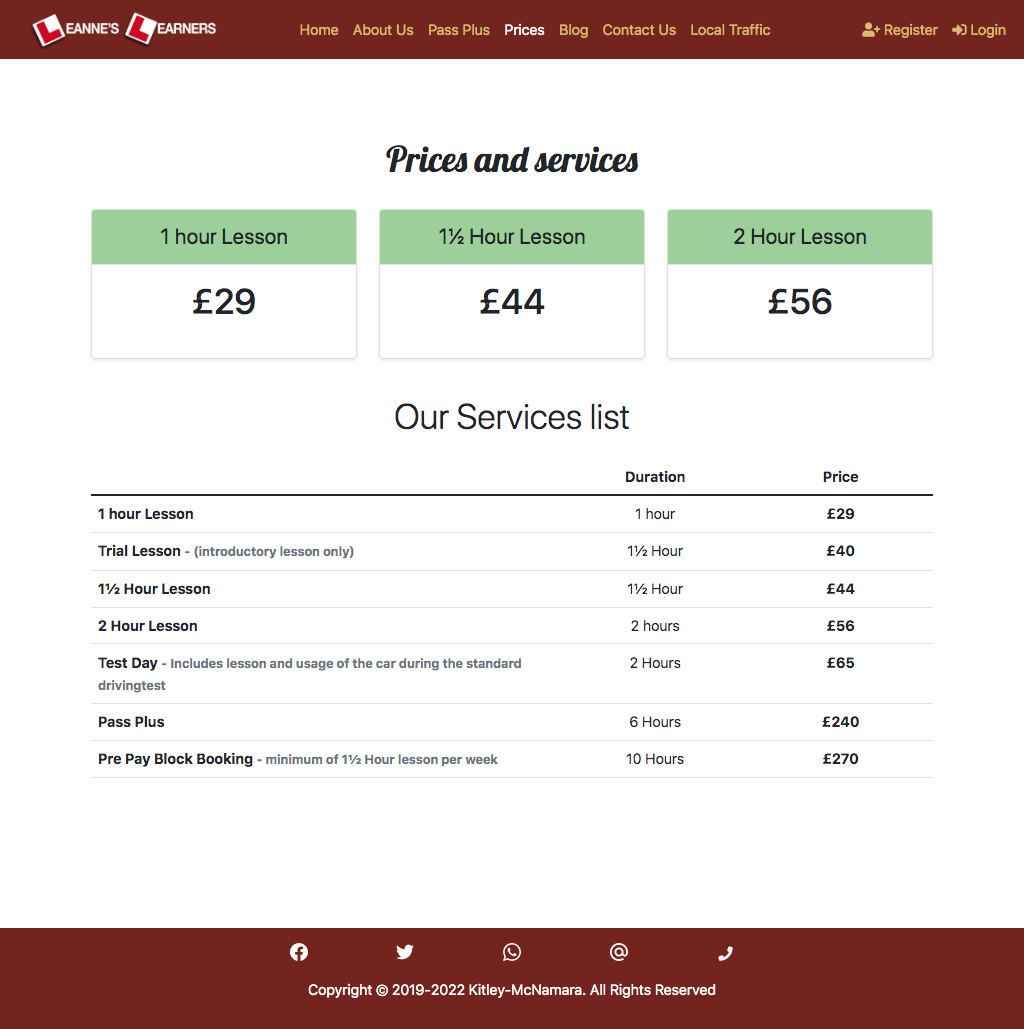 LEANNE'S LEARNERS
Home About Us Pass Plus Prices Blog Contact Us Local Traffic Register Login
Prices and services
1 hour Lesson 1½ Hour Lesson 2 Hour Lesson
£29 £44 £56
Our Services list
Duration Price
1 hour Lesson 1 hour £29
Trial Lesson - (introductory lesson only) 1½ Hour £40
1½ Hour Lesson 1½ Hour £44
2 Hour Lesson 2 hours £56
Test Day - Includes lesson and usage of the car during the standard 2 Hours £65
drivingtest
Pass Plus 6 Hours £240
Pre Pay Block Booking - minimum of 1½ Hour lesson per week 10 Hours £270
Copyright © 2019-2022 Kitley-McNamara. All Rights Reserved